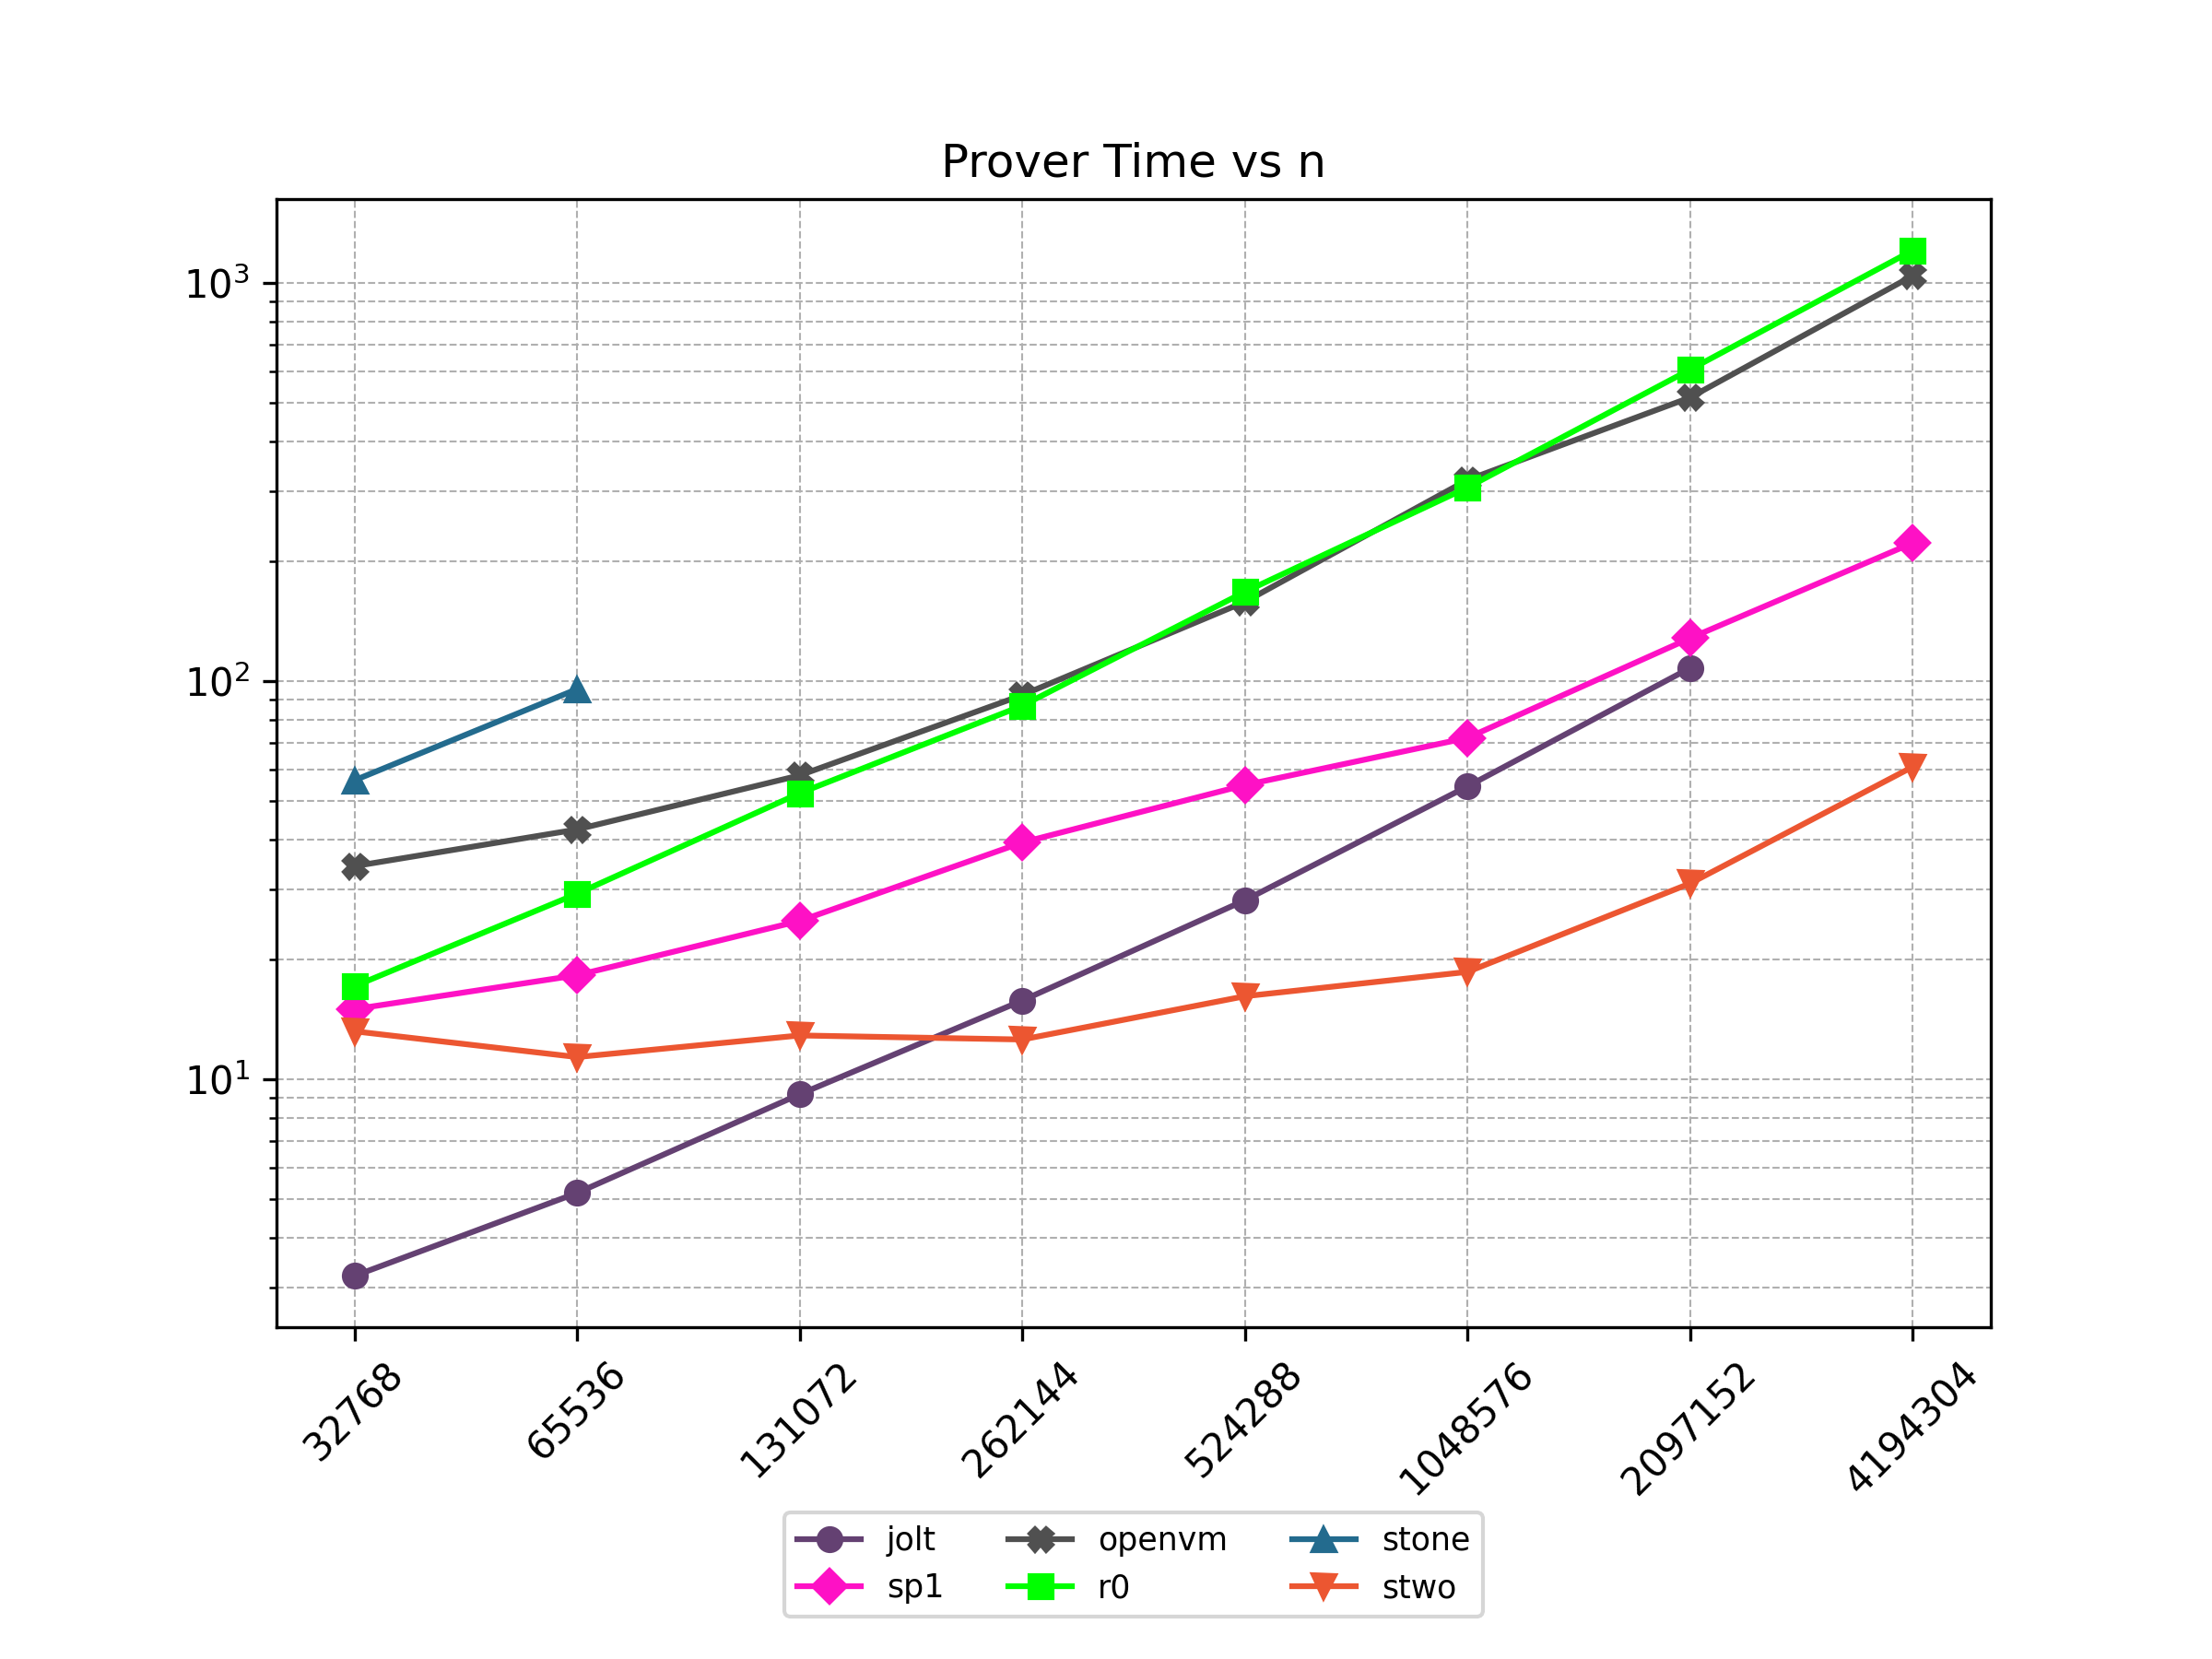 Prover Time vs n
10³
10²
10¹
32768
65536
131072
262144
524288
1048576
2097152
4194304
jolt
sp1
openvm
r0
stone
stwo